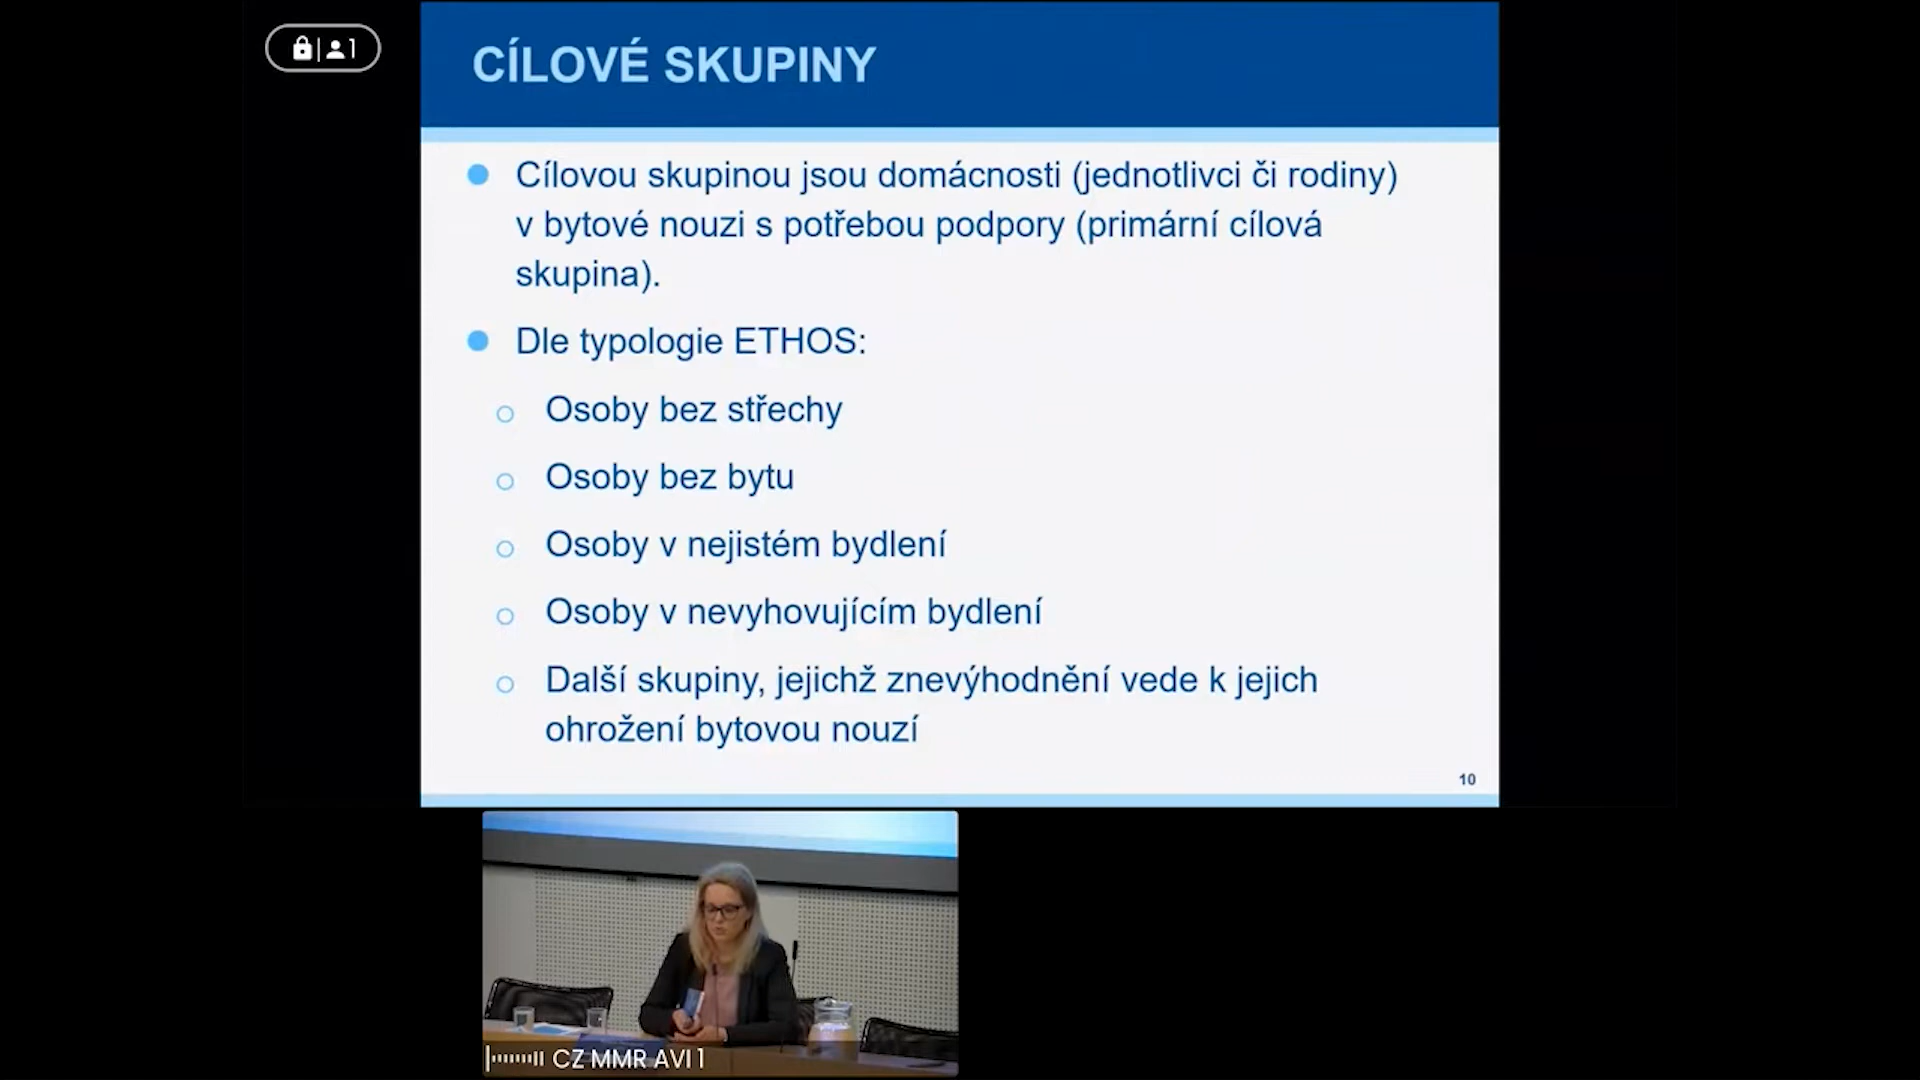 1
CÍLOVÉ SKUPINY
Cílovou skupinou jsou domácnosti (jednotlivci či rodiny)
v bytové nouzi s potřebou podpory (primární cílová
skupina).
Dle typologie ETHOS:
Osoby bez střechy
Osoby bez bytu
Osoby v nejistém bydlení
Osoby v nevyhovujícím bydlení
Další skupiny, jejichž znevýhodnění vede k jejich
ohrožení bytovou nouzí
10
CZ MMR AVI 1